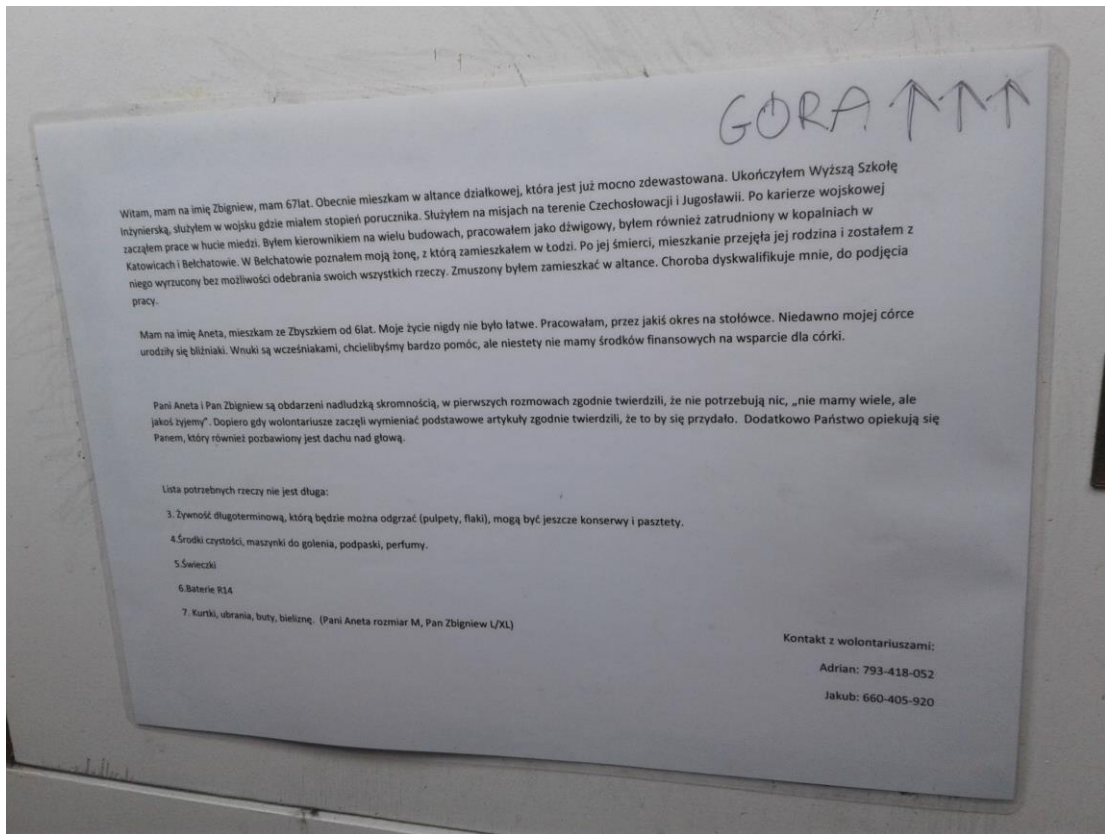 GÓRA ↑↑↑
Witam, mam na imię Zbigniew, mam 67lat. Obecnie mieszkam w altance działkowej, która jest już mocno zdewastowana. Ukończyłem Wyższą Szkołę
Inżynierską, służyłem w wojsku gdzie miałem stopień porucznika. Służyłem na misjach na terenie Czechosłowacji i Jugosławii. Po karierze wojskowej
zacząłem prace w hucie miedzi. Byłem kierownikiem na wielu budowach, pracowałem jako dźwigowy, byłem również zatrudniony w kopalniach w
Katowicach i Bełchatowie. W Bełchatowie poznałem moją żonę, z którą zamieszkałem w Łodzi. Po jej śmierci, mieszkanie przejęła jej rodzina i zostałem z
niego wyrzucony bez możliwości odebrania swoich wszystkich rzeczy. Zmuszony byłem zamieszkać w altance. Choroba dyskwalifikuje mnie, do podjęcia
pracy.
Mam na imię Aneta, mieszkam ze Zbyszkiem od 6lat. Moje życie nigdy nie było łatwe. Pracowałam, przez jakiś okres na stołówce. Niedawno mojej córce
urodziły się bliźniaki. Wnuki są wcześniakami, chcielibyśmy bardzo pomóc, ale niestety nie mamy środków finansowych na wsparcie dla córki.
Pani Aneta i Pan Zbigniew są obdarzeni nadludzką skromnością, w pierwszych rozmowach zgodnie twierdzili, że nie potrzebują nic, „nie mamy wiele, ale
jakoś żyjemy". Dopiero gdy wolontariusze zaczęli wymieniać podstawowe artykuły zgodnie twierdzili, że to by się przydało. Dodatkowo Państwo opiekują się
Panem, który również pozbawiony jest dachu nad głową.
Lista potrzebnych rzeczy nie jest długa:
3. Żywność długoterminową, którą będzie można odgrzać (pulpety, flaki), mogą być jeszcze konserwy i pasztety.
4.Środki czystości, maszynki do golenia, podpaski, perfumy.
5.Świeczki
6.Baterie R14
7. Kurtki, ubrania, buty, bieliznę. (Pani Aneta rozmiar M, Pan Zbigniew L/XL)
Kontakt z wolontariuszami:
Adrian: 793-418-052
Jakub: 660-405-920